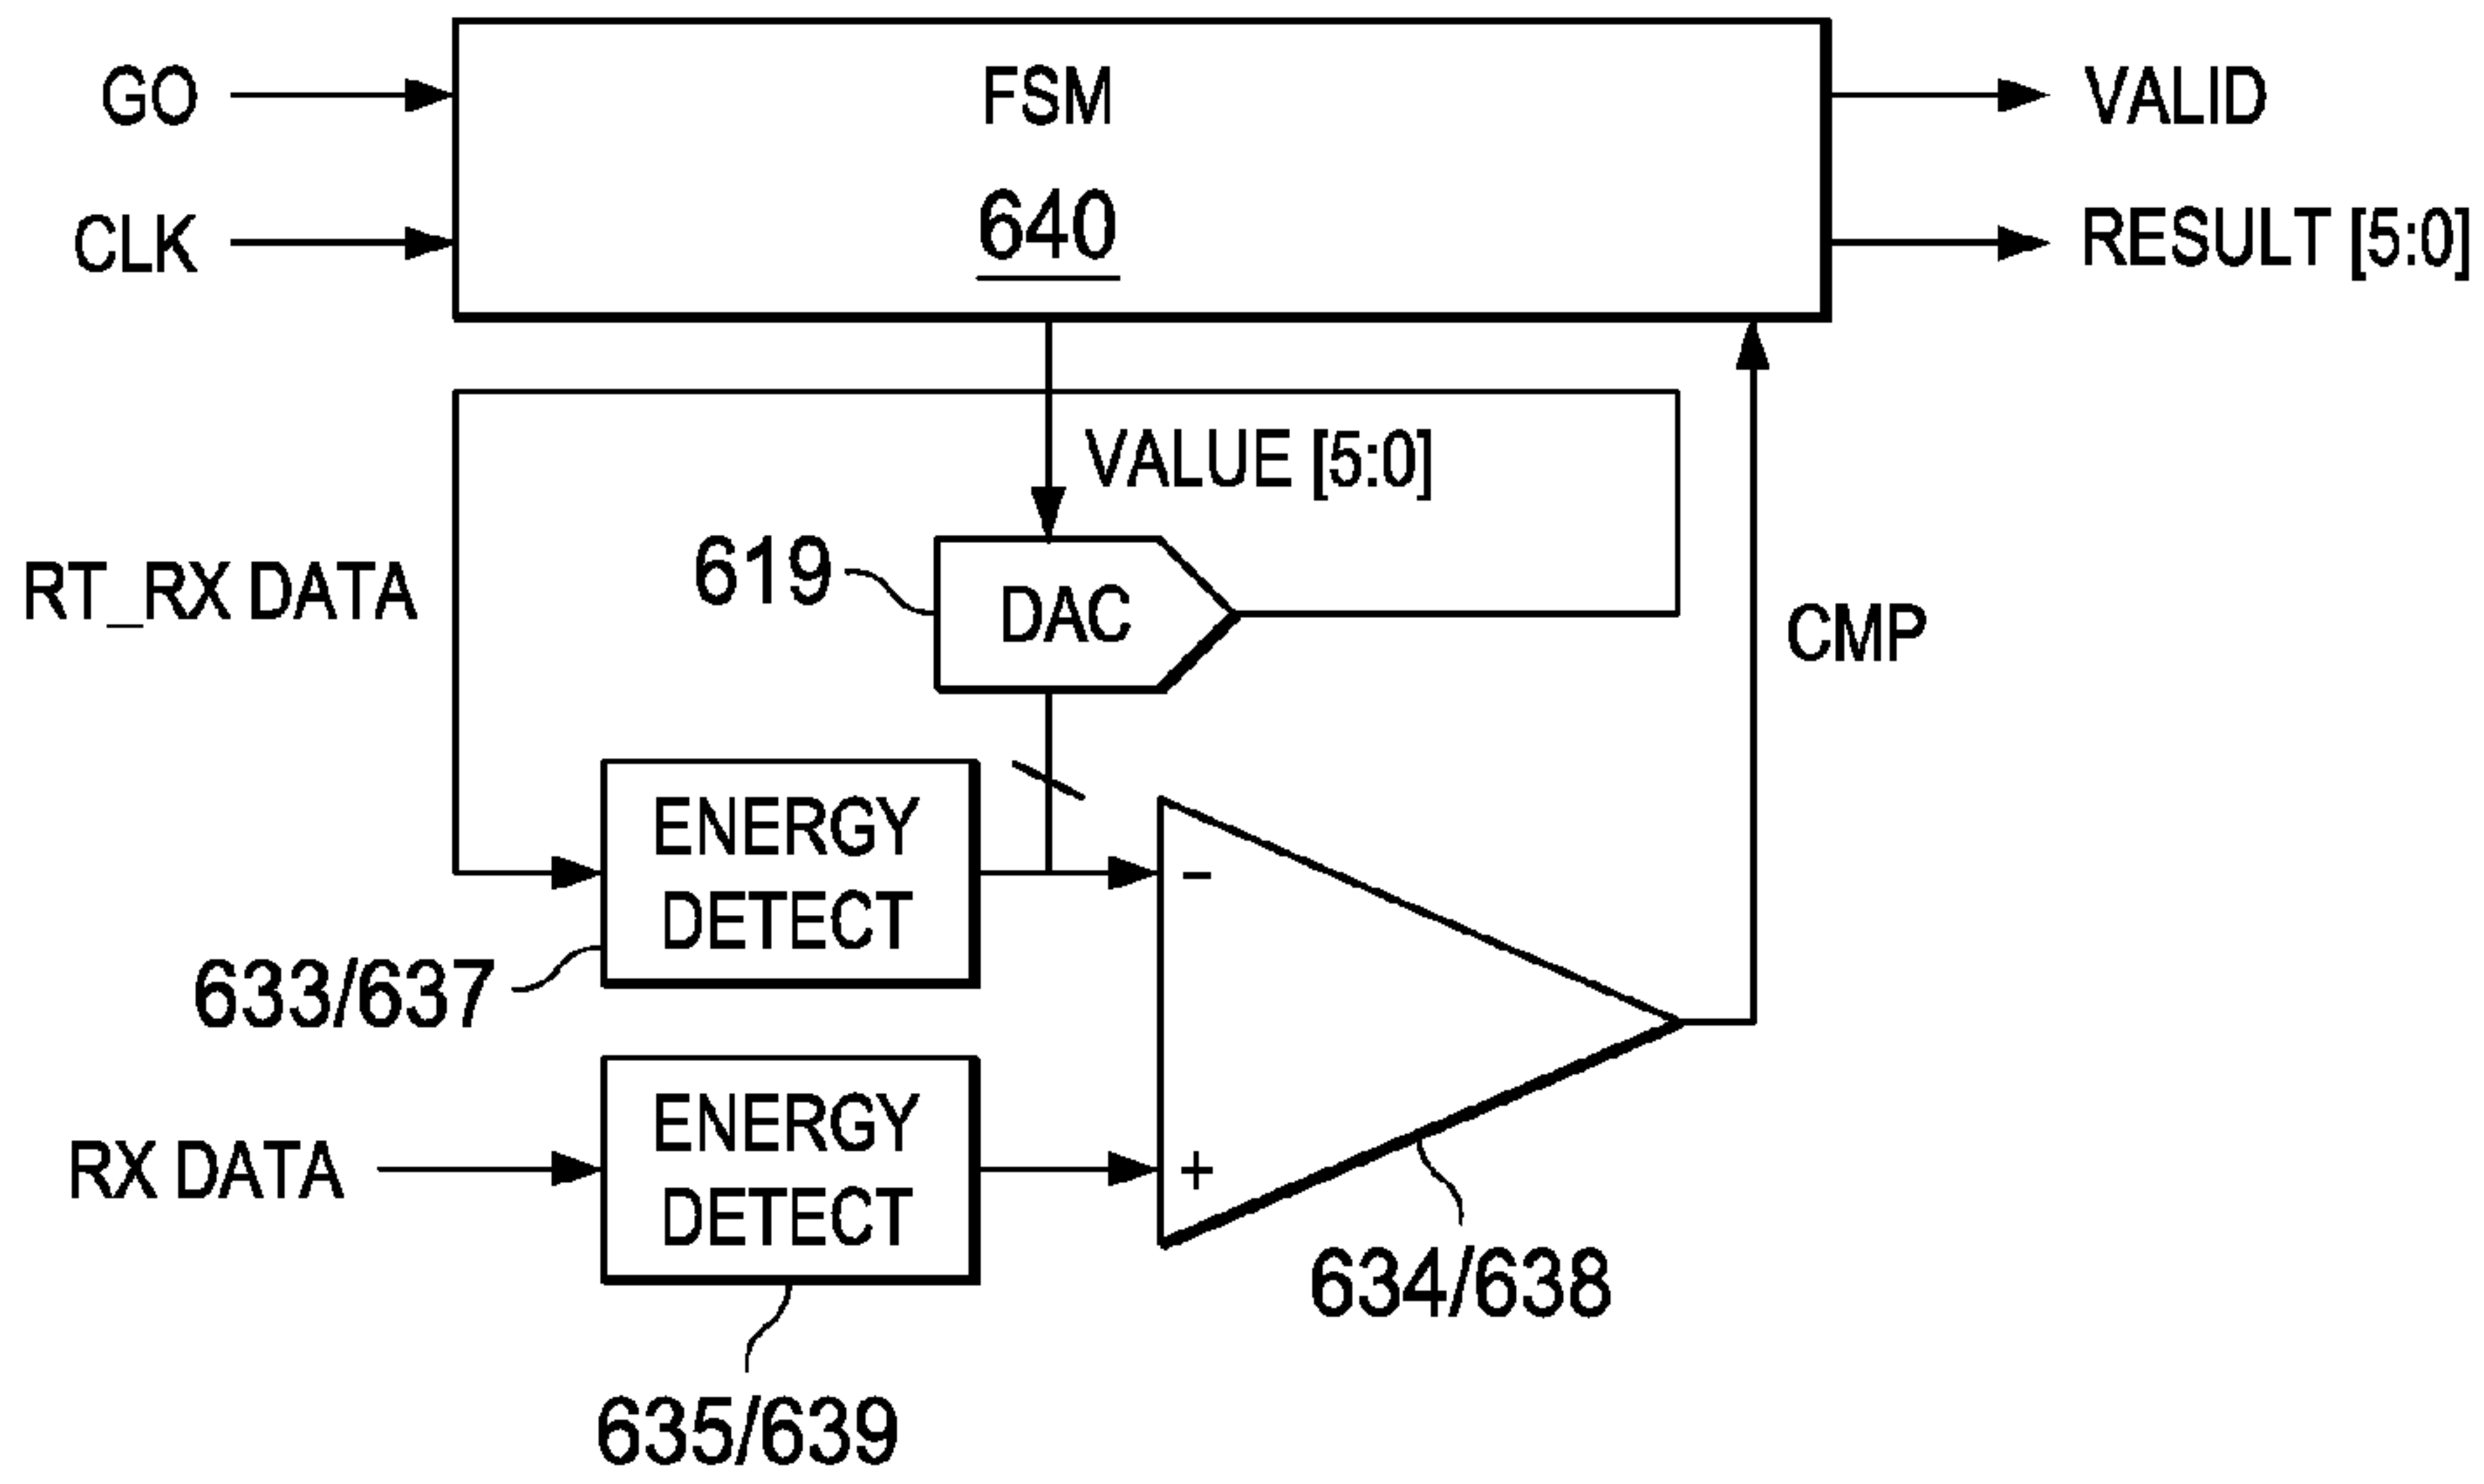 GO
FSM
VALID
CLK
640
RESULT [5:0]
VALUE [5:0]
619
DAC
RT_RX DATA
CMP
ENERGY
DETECT
-
633/637
ENERGY
DETECT
RX DATA
+
634/638
635/639